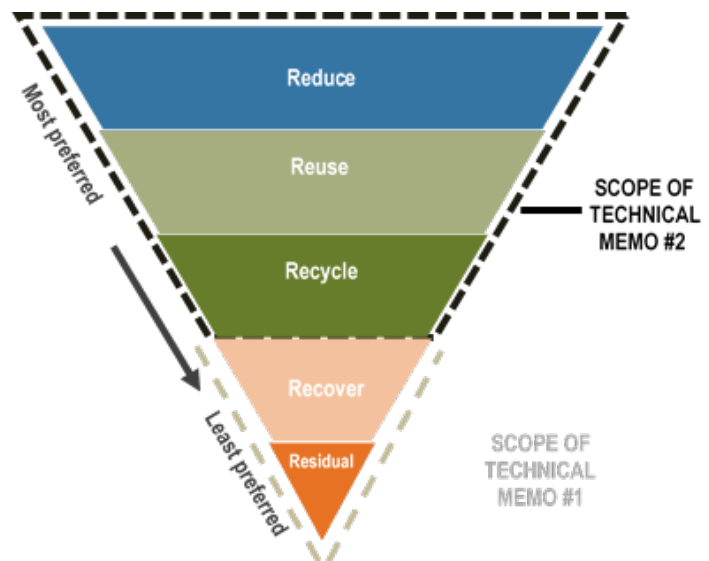 Reduce
Most preferred
Reuse
SCOPE OF
TECHNICAL
MEMO #2
Recycle
Recover
Least preferred
Residual
SCOPE OF
TECHNICAL
MEMO #1